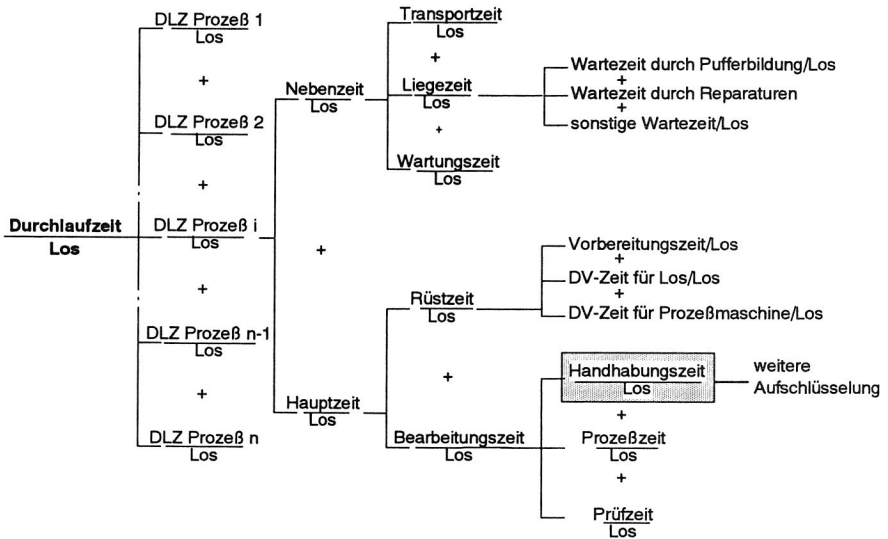 Durchlaufzeit
Los
DLZ Prozeß 1
Los
+
DLZ Prozeß 2
Los
+
DLZ Prozeß i
Los
+
DLZ Prozeß n-1
Los
+
DLZ Prozeß n
Los
Nebenzeit
Los
+
Hauptzeit
Los
Transportzeit
Los
+
Liegezeit
Los
+
Wartungszeit
Los
Wartezeit durch Pufferbildung/Los
+
Wartezeit durch Reparaturen
+
sonstige Wartezeit/Los
Rüstzeit
Los
+
Bearbeitungszeit
Los
Vorbereitungszeit/Los
+
DV-Zeit für Los/Los
+
DV-Zeit für Prozeßmaschine/Los
Handhabungszeit
Los
+
Prozeßzeit
Los
+
Prüfzeit
Los
weitere
Aufschlüsselung